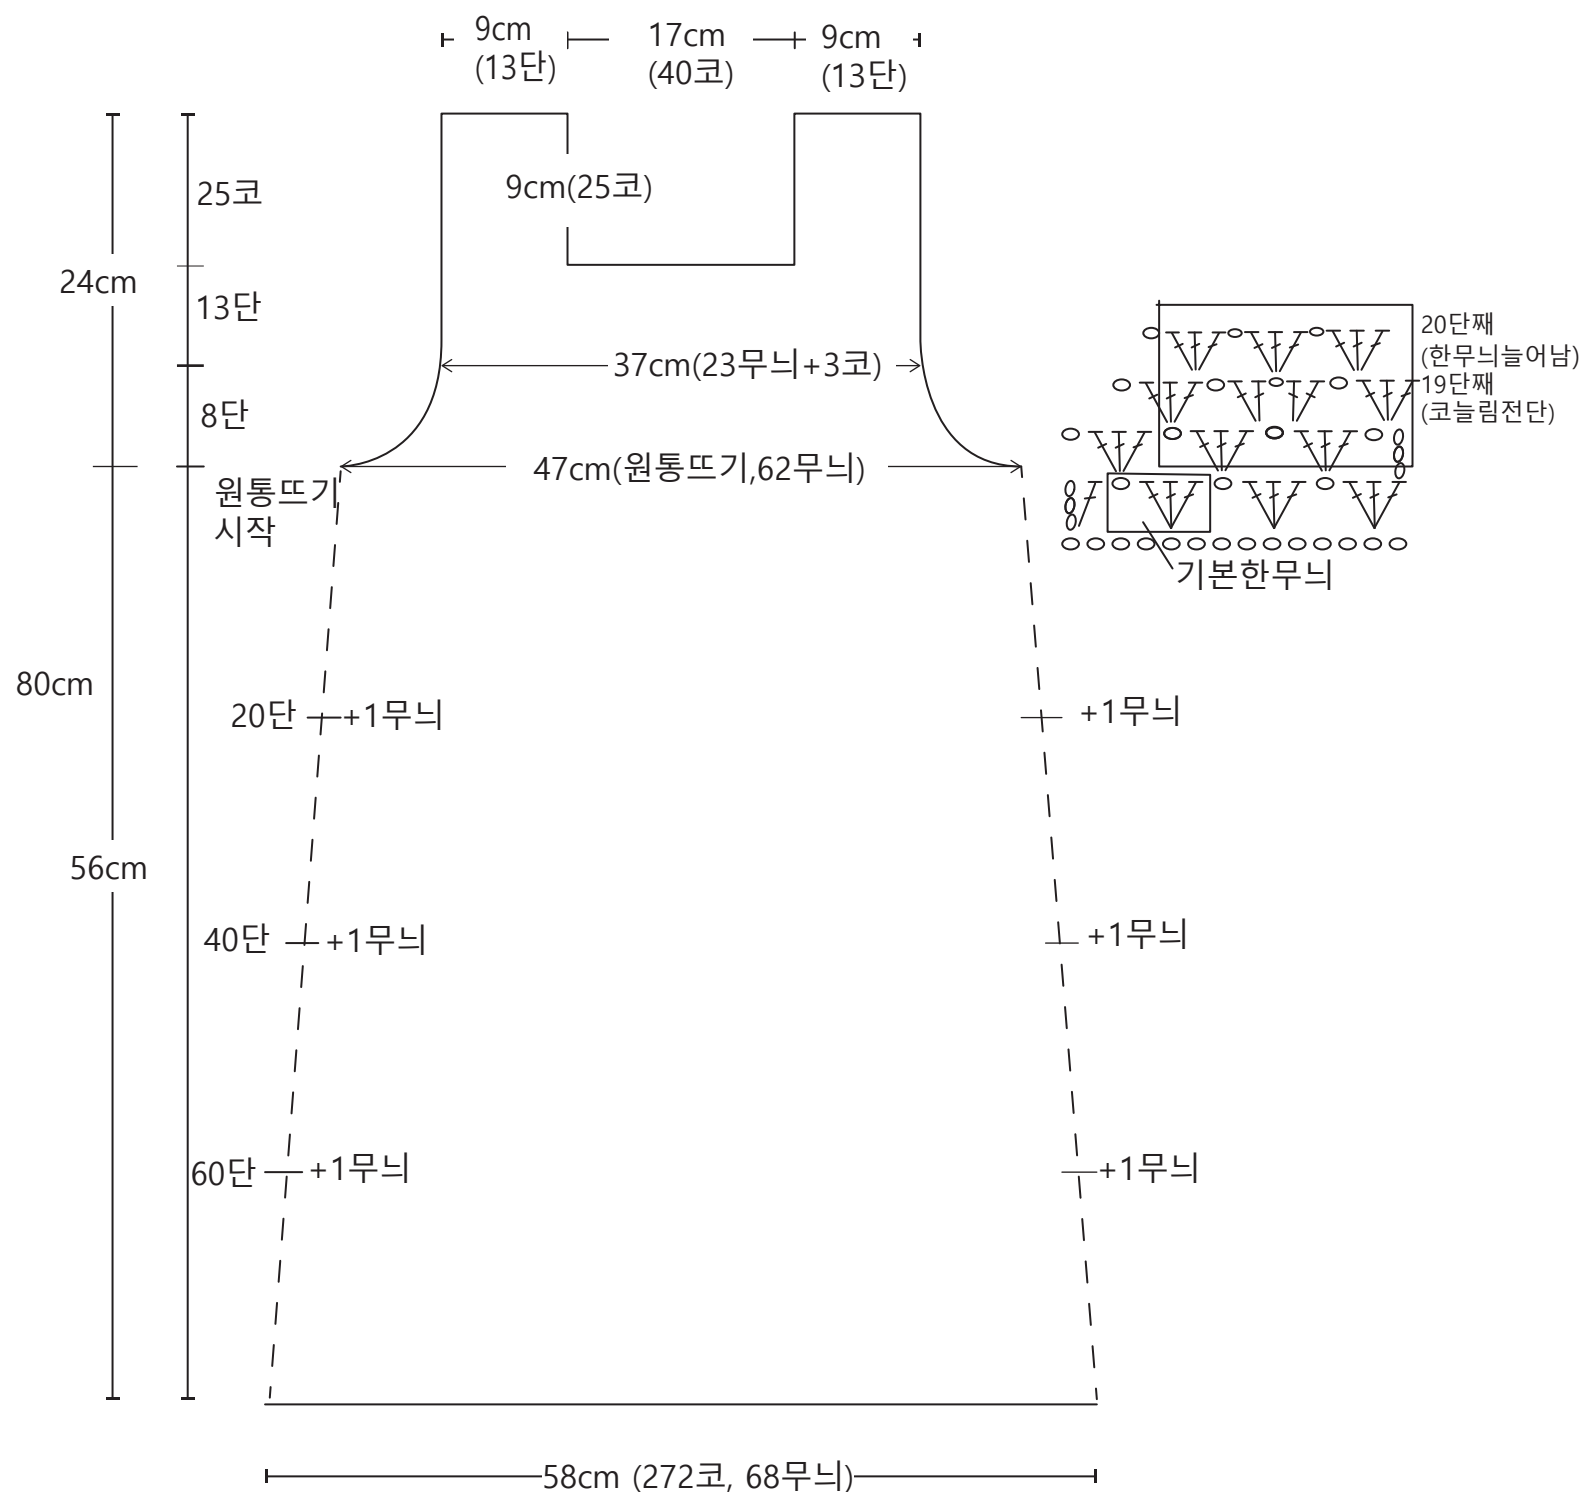 9cm
(13단)
17cm
(40코)
9cm
(13단)
25코
9cm(25코)
24cm
13단
20단째
(한무늬늘어남)
37cm(23무늬+3코)
19단째
(코늘림전단)
8단
47cm(원통뜨기,62무늬)
원통뜨기
시작
기본한무늬
80cm
20단
+1무늬
+1무늬
56cm
40단
+1무늬
+1무늬
60단
+1무늬
+1무늬
58cm (272코, 68무늬)